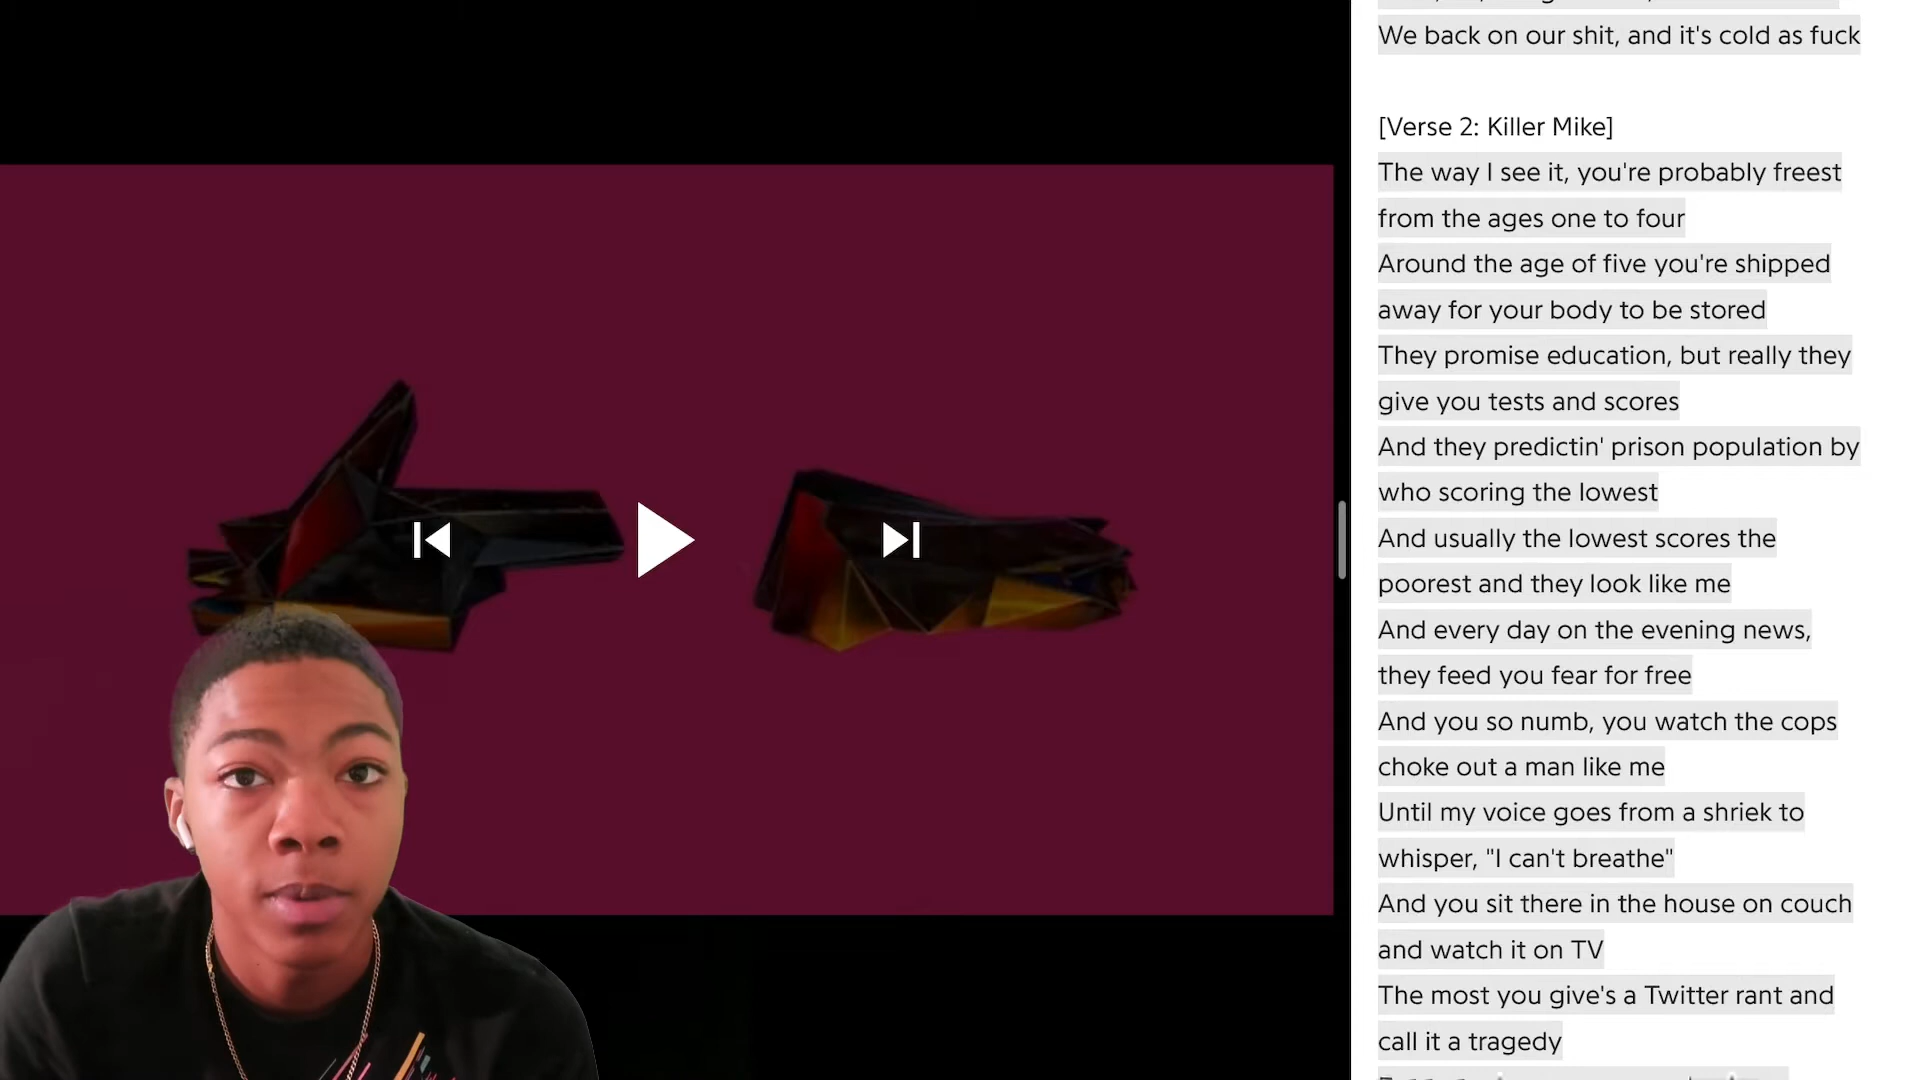 We back on our shit, and it's cold as fuck
[Verse 2: Killer Mike]
The way I see it, you're probably freest
from the ages one to four
Around the age of five you're shipped
away for your body to be stored
They promise education, but really they
give you tests and scores
And they predictin' prison population by
who scoring the lowest
And usually the lowest scores the
poorest and they look like me
And every day on the evening news,
they feed you fear for free
And you so numb, you watch the cops
choke out a man like me
Until my voice goes from a shriek to
whisper, "I can't breathe"
And you sit there in the house on couch
and watch it on TV
The most you give's a Twitter rant and
call it a tragedy